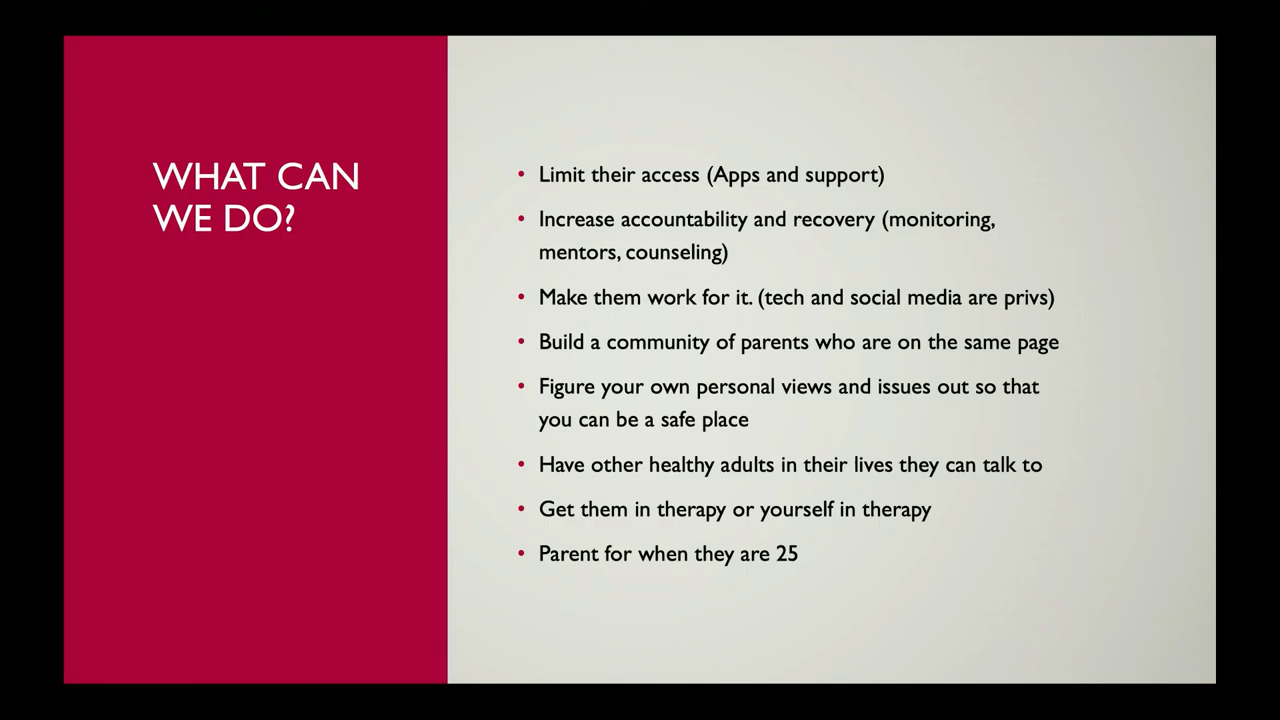 WHAT CAN
WE DO?
• Limit their access (Apps and support)
• Increase accountability and recovery (monitoring,
mentors, counseling)
• Make them work for it. (tech and social media are privs)
• Build a community of parents who are on the same page
• Figure your own personal views and issues out so that
you can be a safe place
• Have other healthy adults in their lives they can talk to
• Get them in therapy or yourself in therapy
• Parent for when they are 25